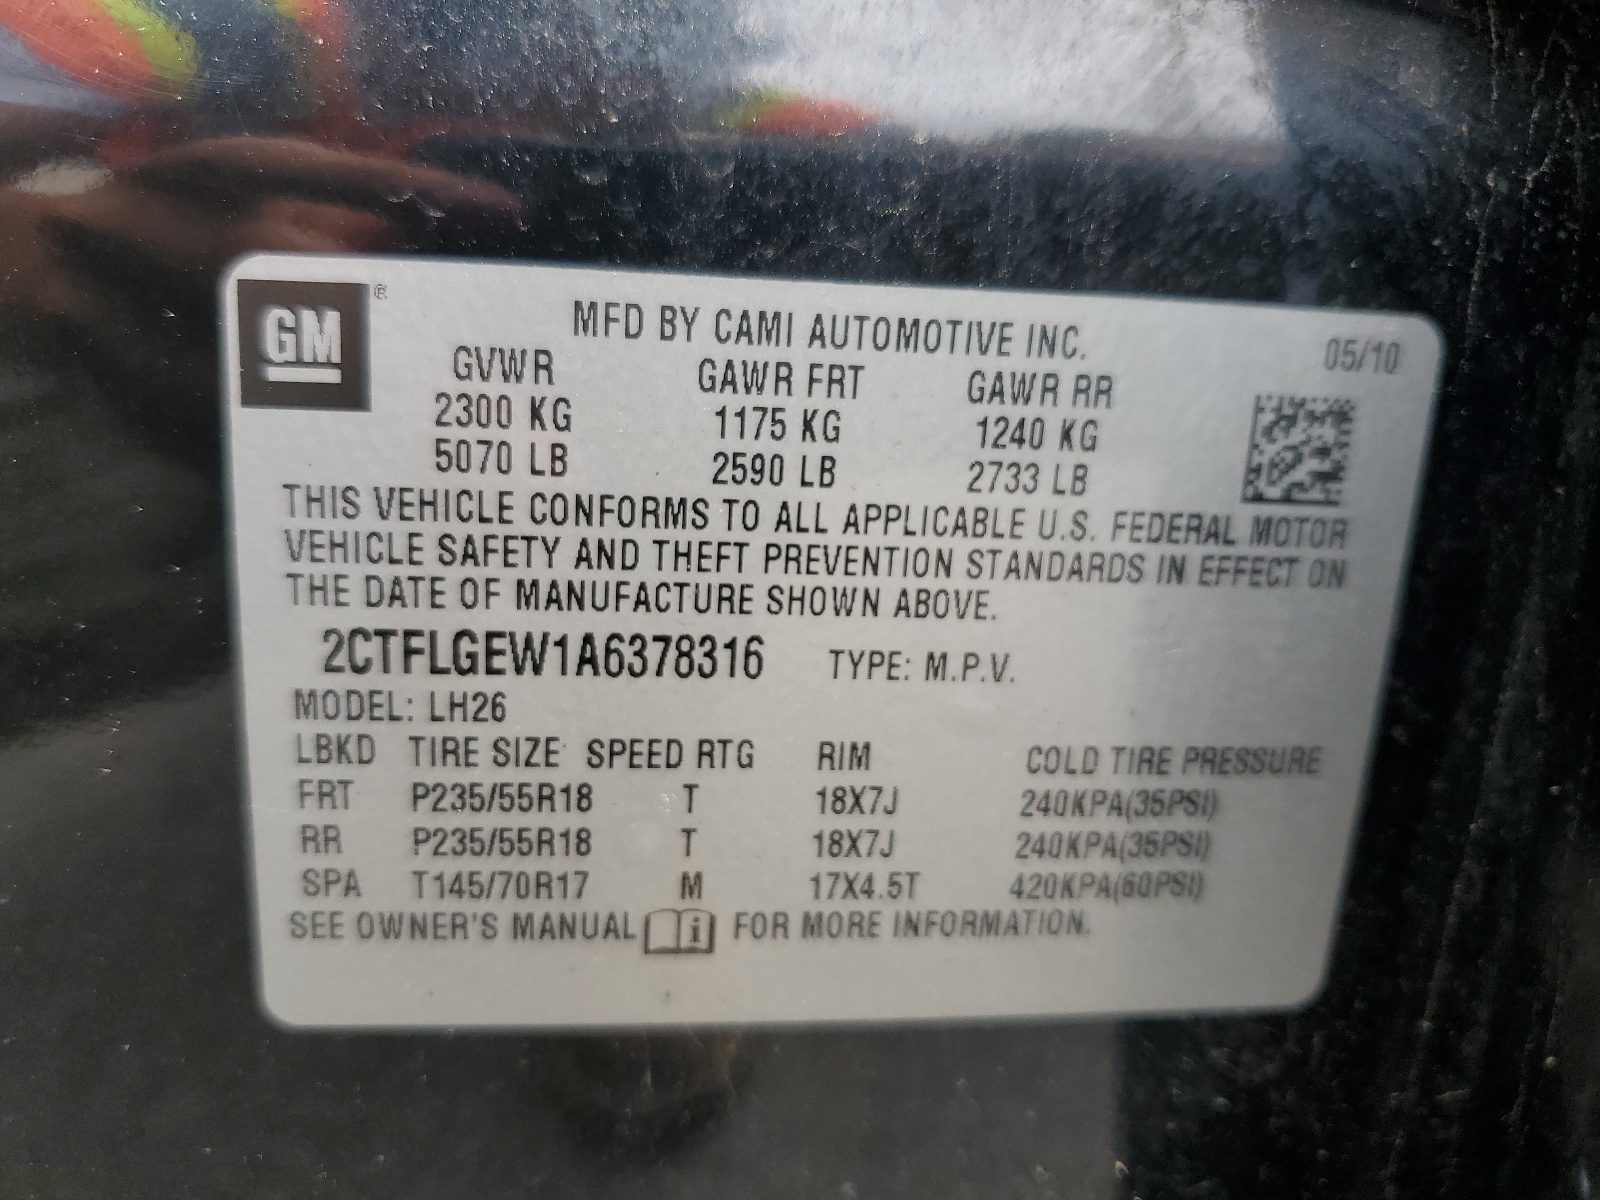 GM ®
MFD BY CAMI AUTOMOTIVE INC. 05/10
GVWR GAWR FRT GAWR RR
2300 KG 1175 KG 1240 KG
5070 LB 2590 LB 2733 LB
THIS VEHICLE CONFORMS TO ALL APPLICABLE U.S. FEDERAL MOTOR
VEHICLE SAFETY AND THEFT PREVENTION STANDARDS IN EFFECT ON
THE DATE OF MANUFACTURE SHOWN ABOVE.
2CTFLGEW1A6378316 TYPE: M.P.V.
MODEL: LH26
LBKD TIRE SIZE SPEED RTG RIM COLD TIRE PRESSURE
FRT P235/55R18 T 18X7J 240KPA(35PSI)
RR P235/55R18 T 18X7J 240KPA(35PSI)
SPA T145/70R17 M 17X4.5T 420KPA(60PSI)
SEE OWNER'S MANUAL i FOR MORE INFORMATION.